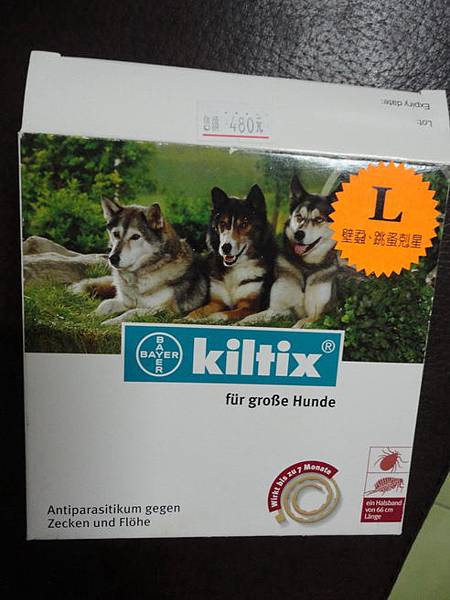 Lot:
Expiry date:
售價 480元
L
壁蝨、跳蚤剋星
BAYER
BAYER
kiltix®
für große Hunde
Wirkt bis zu 7 Monate
Antiparasitikum gegen
Zecken und Flöhe
ein Halsband
von 66 cm
Länge